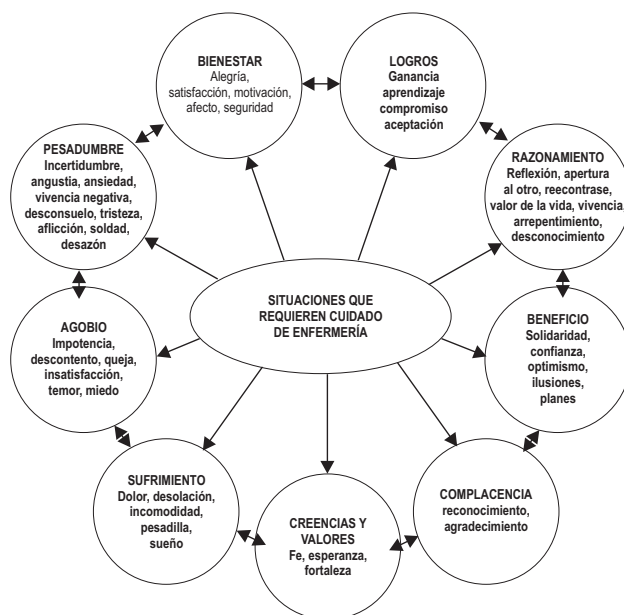 BIENESTAR
Alegría,
satisfacción, motivación,
afecto, seguridad
LOGROS
Ganancia
aprendizaje
compromiso
aceptación
PESADUMBRE
Incertidumbre,
angustia, ansiedad,
vivencia negativa,
desconsuelo, tristeza,
aflicción, soldad,
desazón
RAZONAMIENTO
Reflexión, apertura
al otro, reecontrase,
valor de la vida, vivencia,
arrepentimiento,
desconocimiento
SITUACIONES QUE
REQUIEREN CUIDADO
DE ENFERMERÍA
AGOBIO
Impotencia,
descontento, queja,
insatisfacción,
temor, miedo
BENEFICIO
Solidaridad,
confianza,
optimismo,
ilusiones,
planes
SUFRIMIENTO
Dolor, desolación,
incomodidad,
pesadilla,
sueño
CREENCIAS Y
VALORES
Fe, esperanza,
fortaleza
COMPLACENCIA
reconocimiento,
agradecimiento